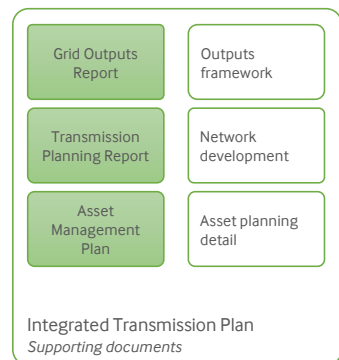 Grid Outputs
Report
Outputs
framework
Transmission
Planning Report
Network
development
Asset
Management
Plan
Asset planning
detail
Integrated Transmission Plan
Supporting documents